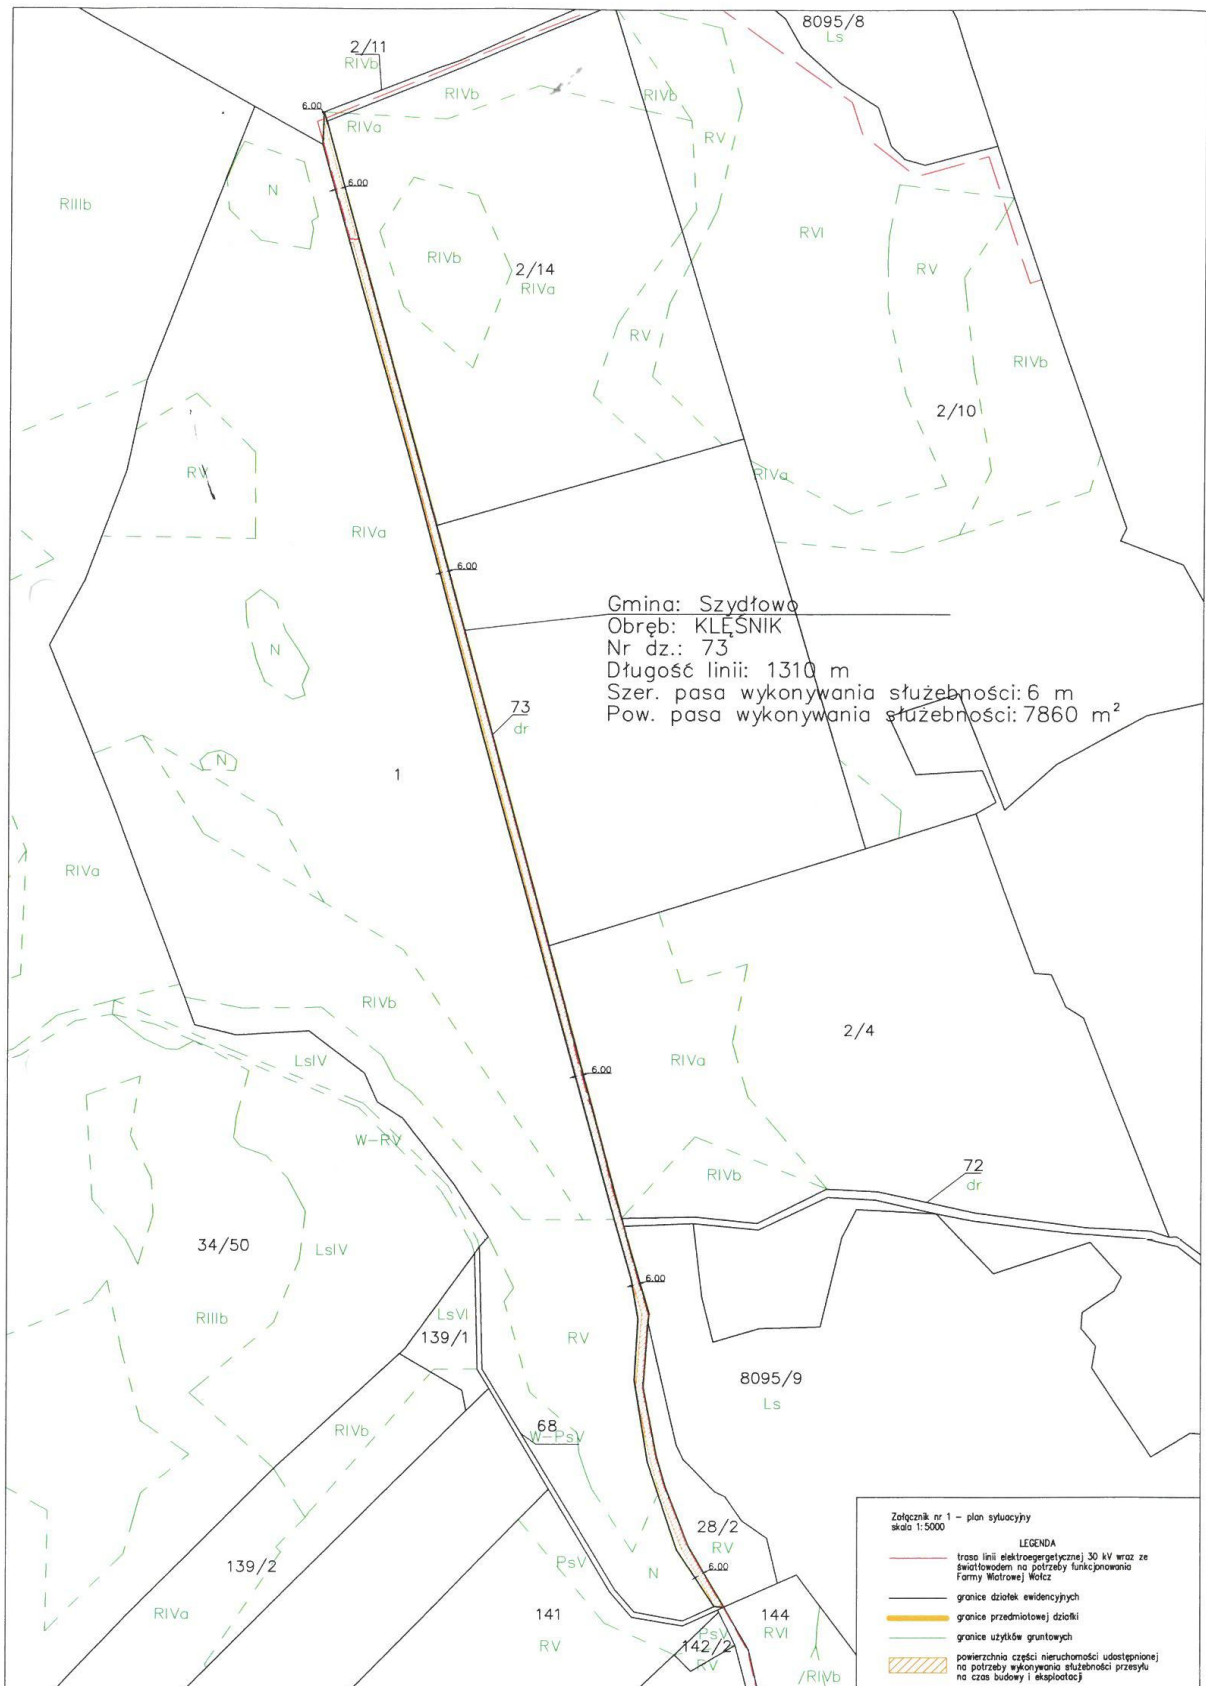 8095/8
Ls
2/11
RIVb
RIVb
RIVb
6.00
RIVa
RV
6.00
N
RIIIb
RVI
RIVb
2/14
RIVa
RV
RV
RIVb
2/10
RV
RIVa
RIVa
6.00
Gmina: Szydłowo
Obręb: KLĘŚNIK
Nr dz.: 73
Długość linii: 1310 m
Szer. pasa wykonywania służebności: 6 m
Pow. pasa wykonywania służebności: 7860 m²
N
73
dr
N
1
RIVa
RIVb
2/4
LsIV
RIVa
6.00
W-RV
RIVb
72
dr
34/50
LsIV
6.00
RIIIb
LsVI
139/1
RV
8095/9
Ls
RIVb
68
W-PsV
28/2
RV
139/2
PsV
N
6.00
RIVa
141
RV
144
RVI
PsV
142/2
RV
/RIVb
Załącznik nr 1 – plan sytuacyjny
skala 1:5000
LEGENDA
trasa linii elektroegergetycznej 30 kV wraz ze
światłowodem na potrzeby funkcjonowania
Farmy Wiatrowej Wałcz
granice działek ewidencyjnych
granice przedmiotowej działki
granice użytków gruntowych
powierzchnia części nieruchomości udostępnionej
na potrzeby wykonywania służebności przesyłu
na czas budowy i eksploatacji